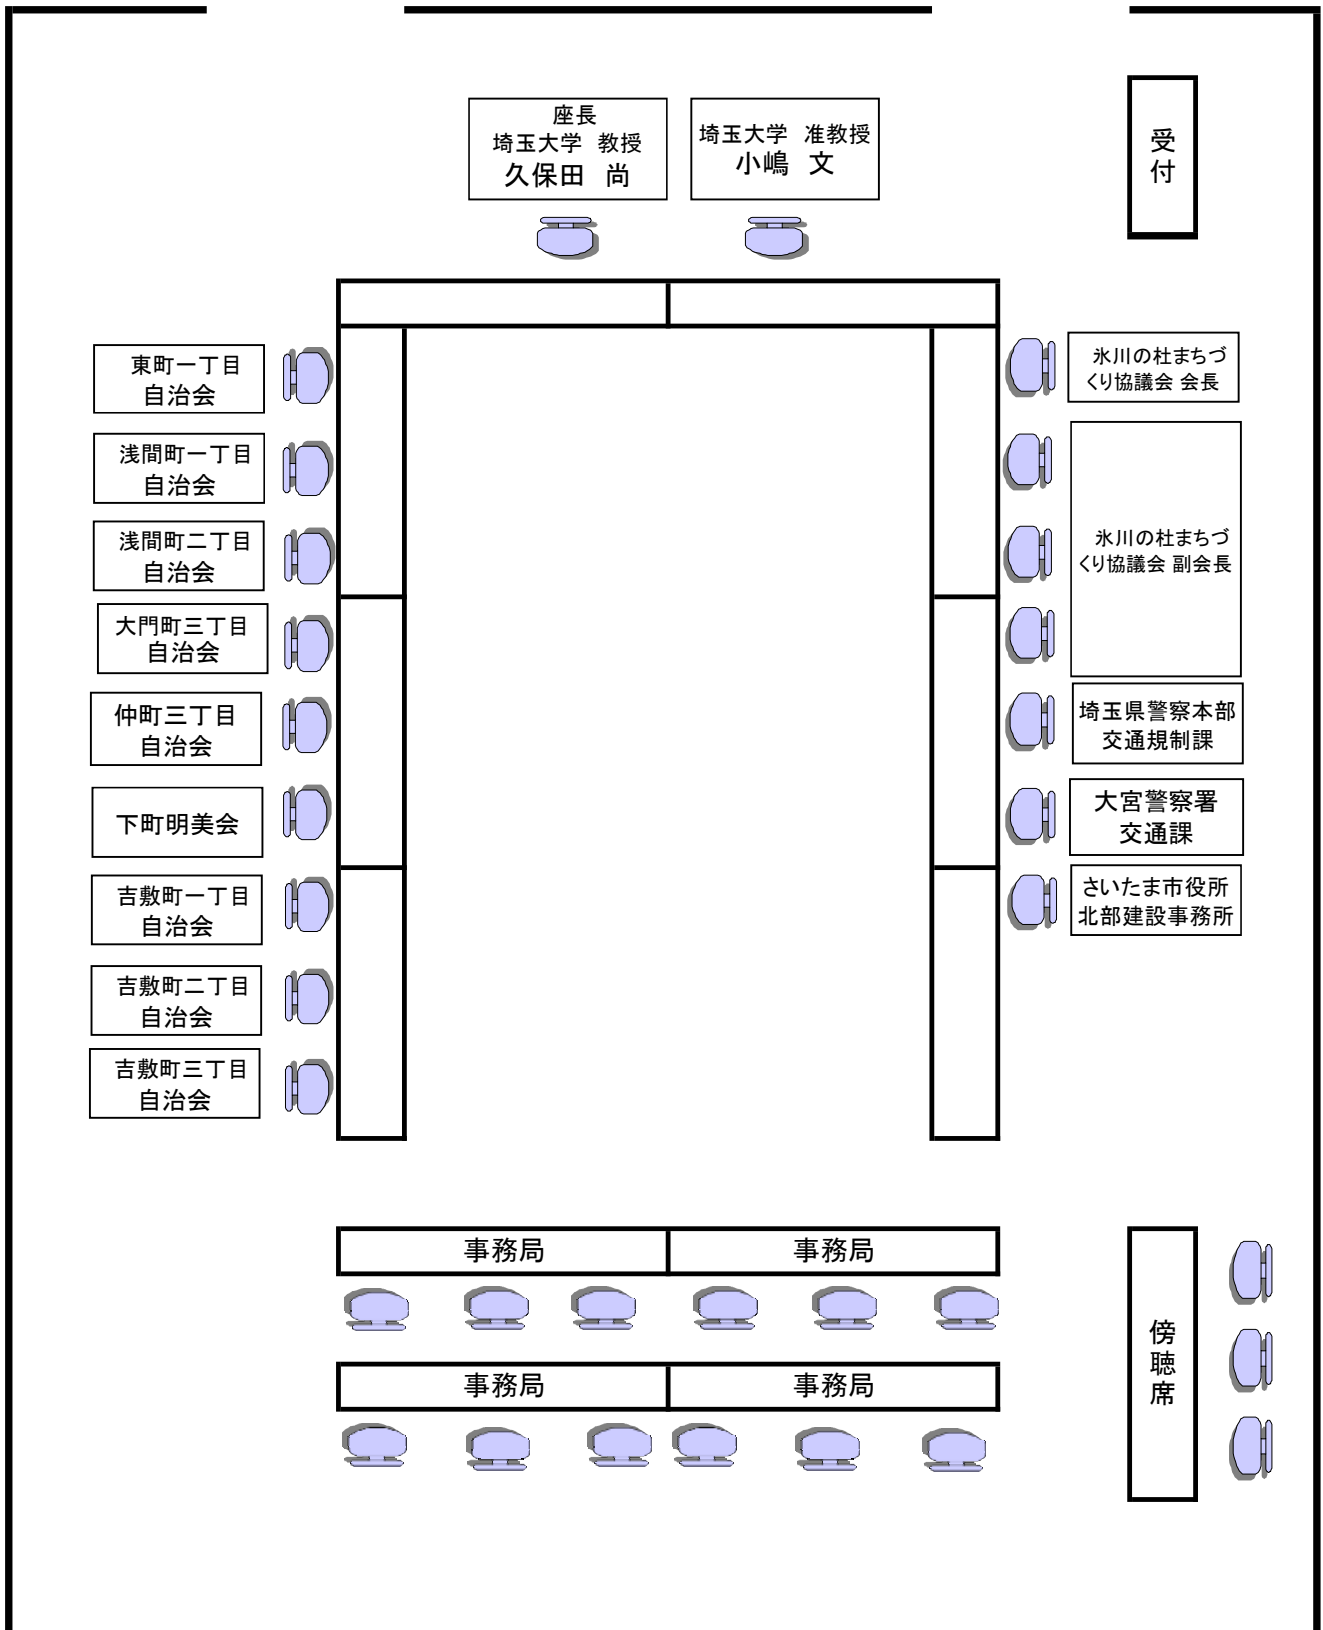 座長
埼玉大学 教授
久保田 尚
埼玉大学 准教授
小嶋 文
受付
東町一丁目
自治会
浅間町一丁目
自治会
浅間町二丁目
自治会
大門町三丁目
自治会
仲町三丁目
自治会
下町明美会
吉敷町一丁目
自治会
吉敷町二丁目
自治会
吉敷町三丁目
自治会
氷川の杜まちづ
くり協議会 会長
氷川の杜まちづ
くり協議会 副会長
埼玉県警察本部
交通規制課
大宮警察署
交通課
さいたま市役所
北部建設事務所
事務局
事務局
事務局
事務局
傍聴席